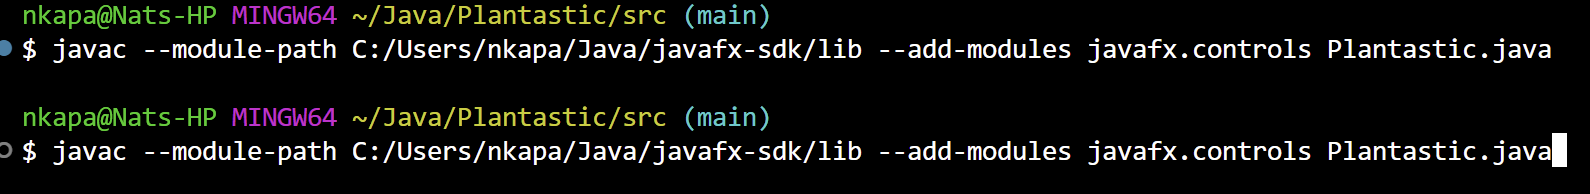 nkapa@Nats-HP MINGW64 ~/Java/Plantastic/src (main)
$ javac --module-path C:/Users/nkapa/Java/javafx-sdk/lib --add-modules javafx.controls Plantastic.java
nkapa@Nats-HP MINGW64 ~/Java/Plantastic/src (main)
$ javac --module-path C:/Users/nkapa/Java/javafx-sdk/lib --add-modules javafx.controls Plantastic.java